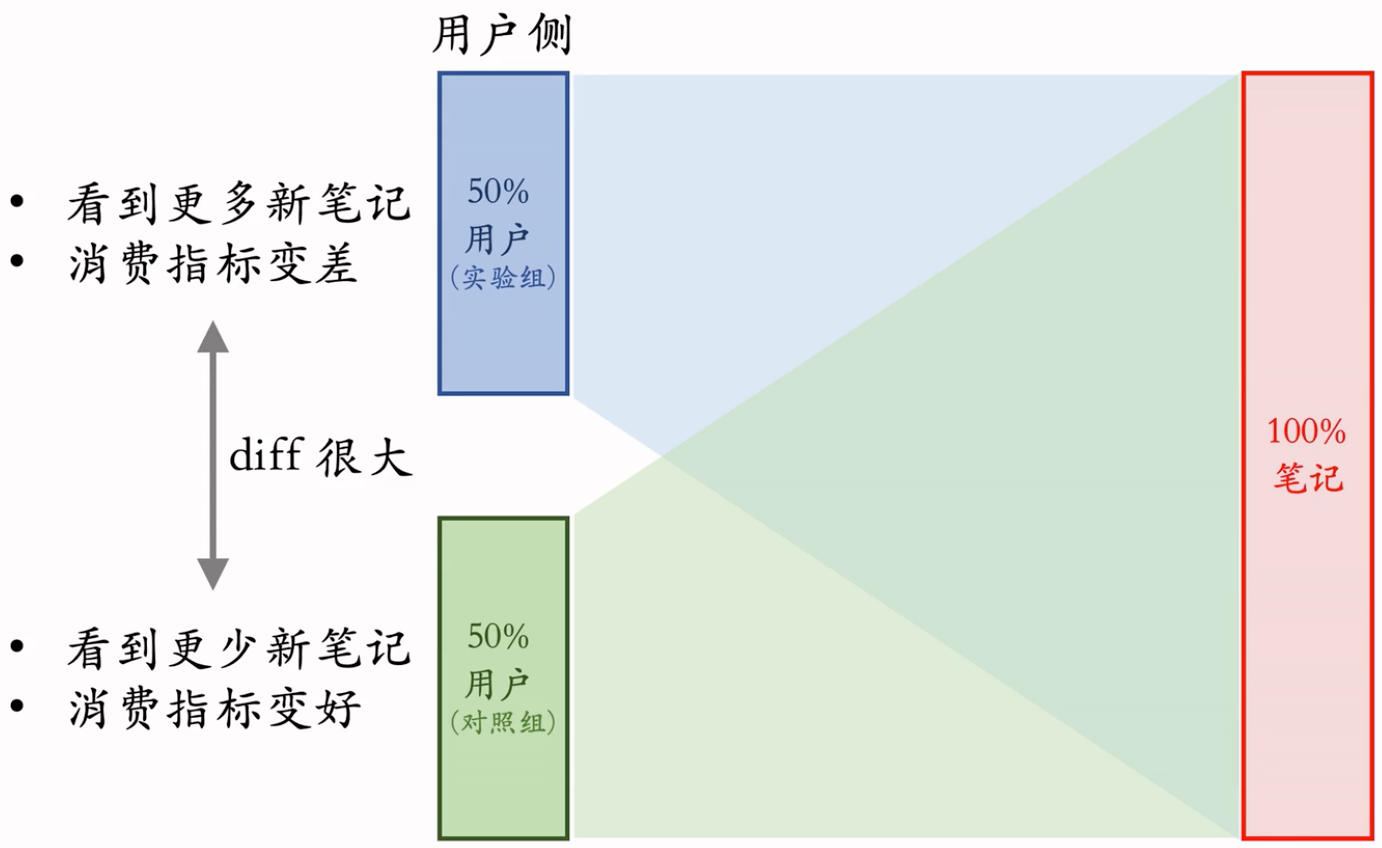 用户侧
• 看到更多新笔记
• 消费指标变差
50%
用户
(实验组)
diff 很大
• 看到更少新笔记
• 消费指标变好
50%
用户
(对照组)
100%
笔记